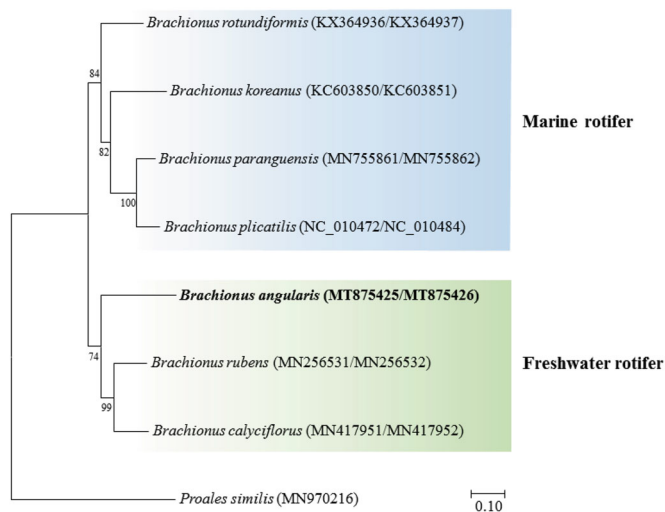 Brachionus rotundiformis (KX364936/KX364937)
84
Brachionus koreanus (KC603850/KC603851)
Marine rotifer
82
Brachionus paranguensis (MN755861/MN755862)
100
Brachionus plicatilis (NC_010472/NC_010484)
Brachionus angularis (MT875425/MT875426)
74
Brachionus rubens (MN256531/MN256532)
Freshwater rotifer
99
Brachionus calyciflorus (MN417951/MN417952)
Proales similis (MN970216)
0.10